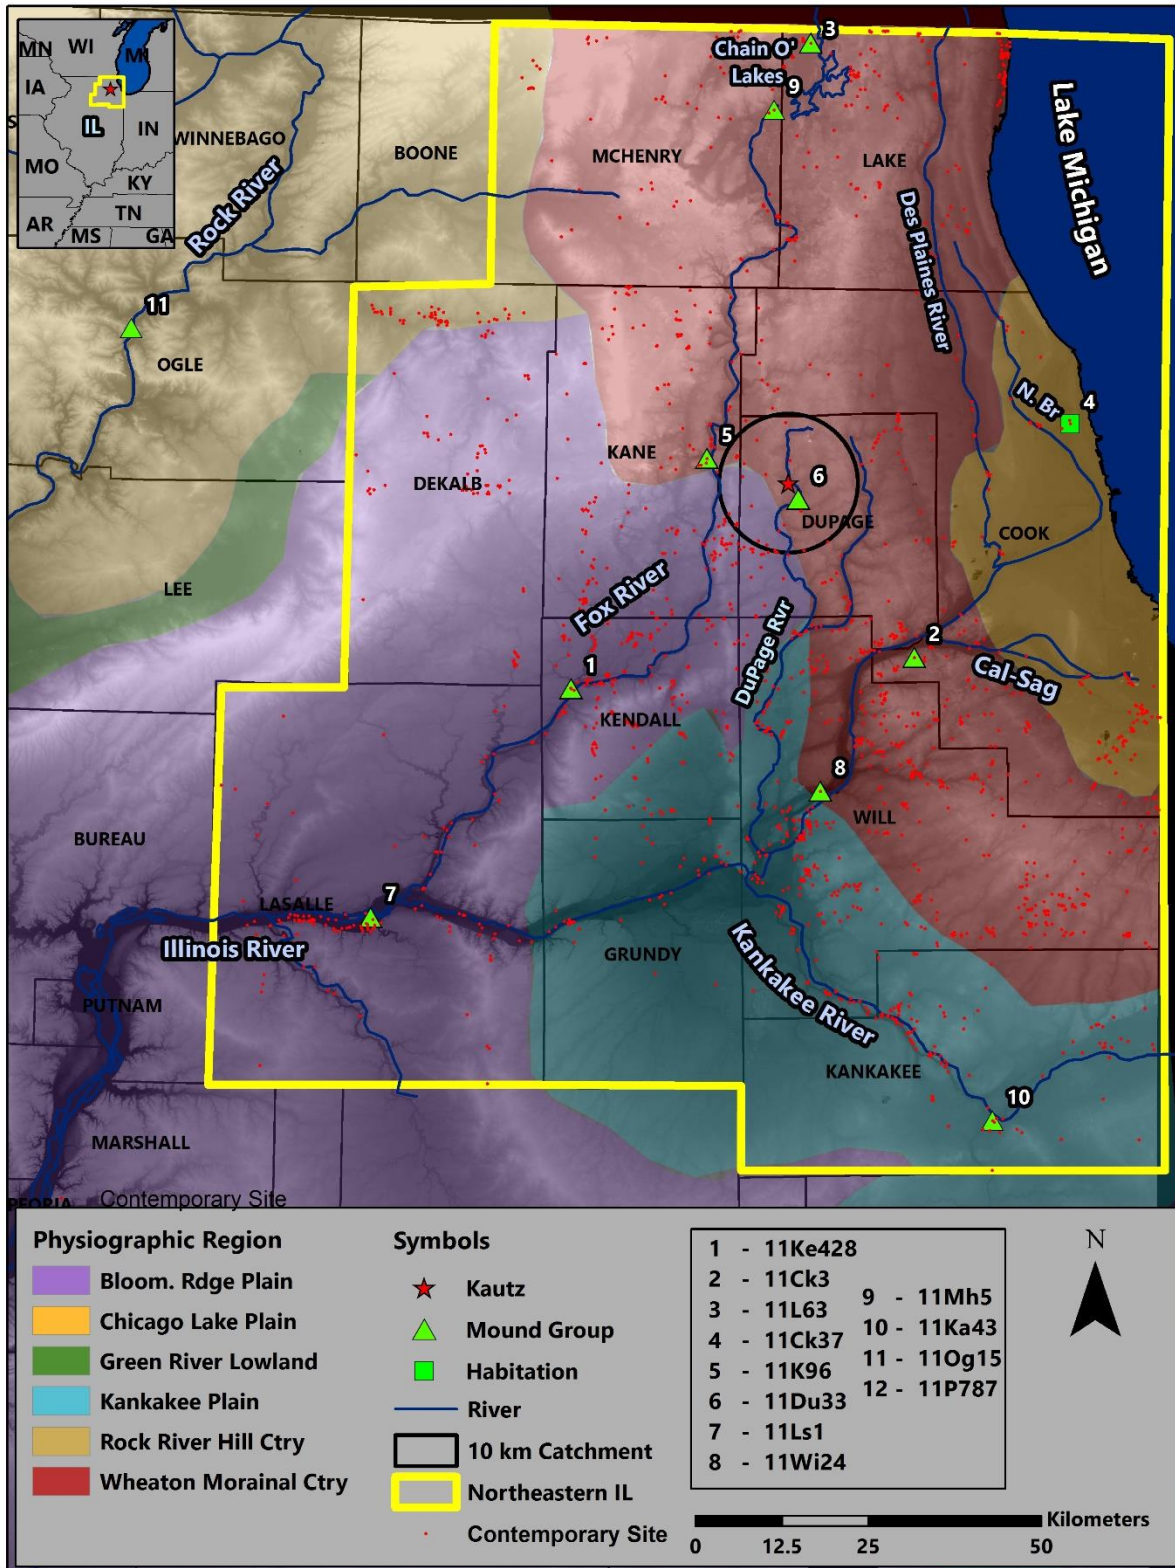 MN
WI
MI
IA
IL
IN
MO
KY
AR
TN
MS
GA
S
WINNEBAGO
BOONE
MCHENRY
LAKE
Chain O'
Lakes
3
9
Lake Michigan
Des Plaines River
Rock River
11
OGLE
N. Br
4
KANE
5
6
DEKALB
DUPAGE
COOK
LEE
Fox River
DuPage Rvr
2
Cal-Sag
1
KENDALL
8
WILL
BUREAU
LASALLE
7
Illinois River
GRUNDY
Kankakee River
PUTNAM
KANKAKEE
10
MARSHALL
PEORIA
Contemporary Site
Physiographic Region
Bloom. Rdge Plain
Chicago Lake Plain
Green River Lowland
Kankakee Plain
Rock River Hill Ctry
Wheaton Morainal Ctry
Symbols
Kautz
Mound Group
Habitation
River
10 km Catchment
Northeastern IL
Contemporary Site
1 - 11Ke428
2 - 11Ck3
3 - 11L63
4 - 11Ck37
5 - 11K96
6 - 11Du33
7 - 11Ls1
8 - 11Wi24
9 - 11Mh5
10 - 11Ka43
11 - 11Og15
12 - 11P787
N
Kilometers
0 12.5 25 50